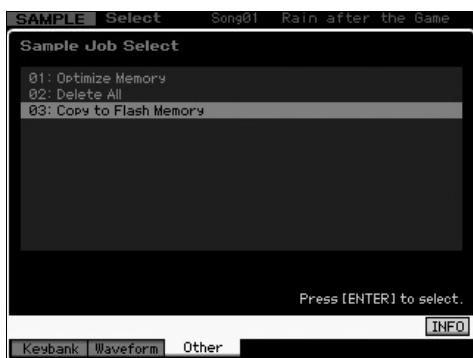 SAMPLE Select Song01 Rain after the Game
Sample Job Select
01: Optimize Memory
02: Delete All
03: Copy to Flash Memory
Press [ENTER] to select.
INFO
Keybank Waveform Other